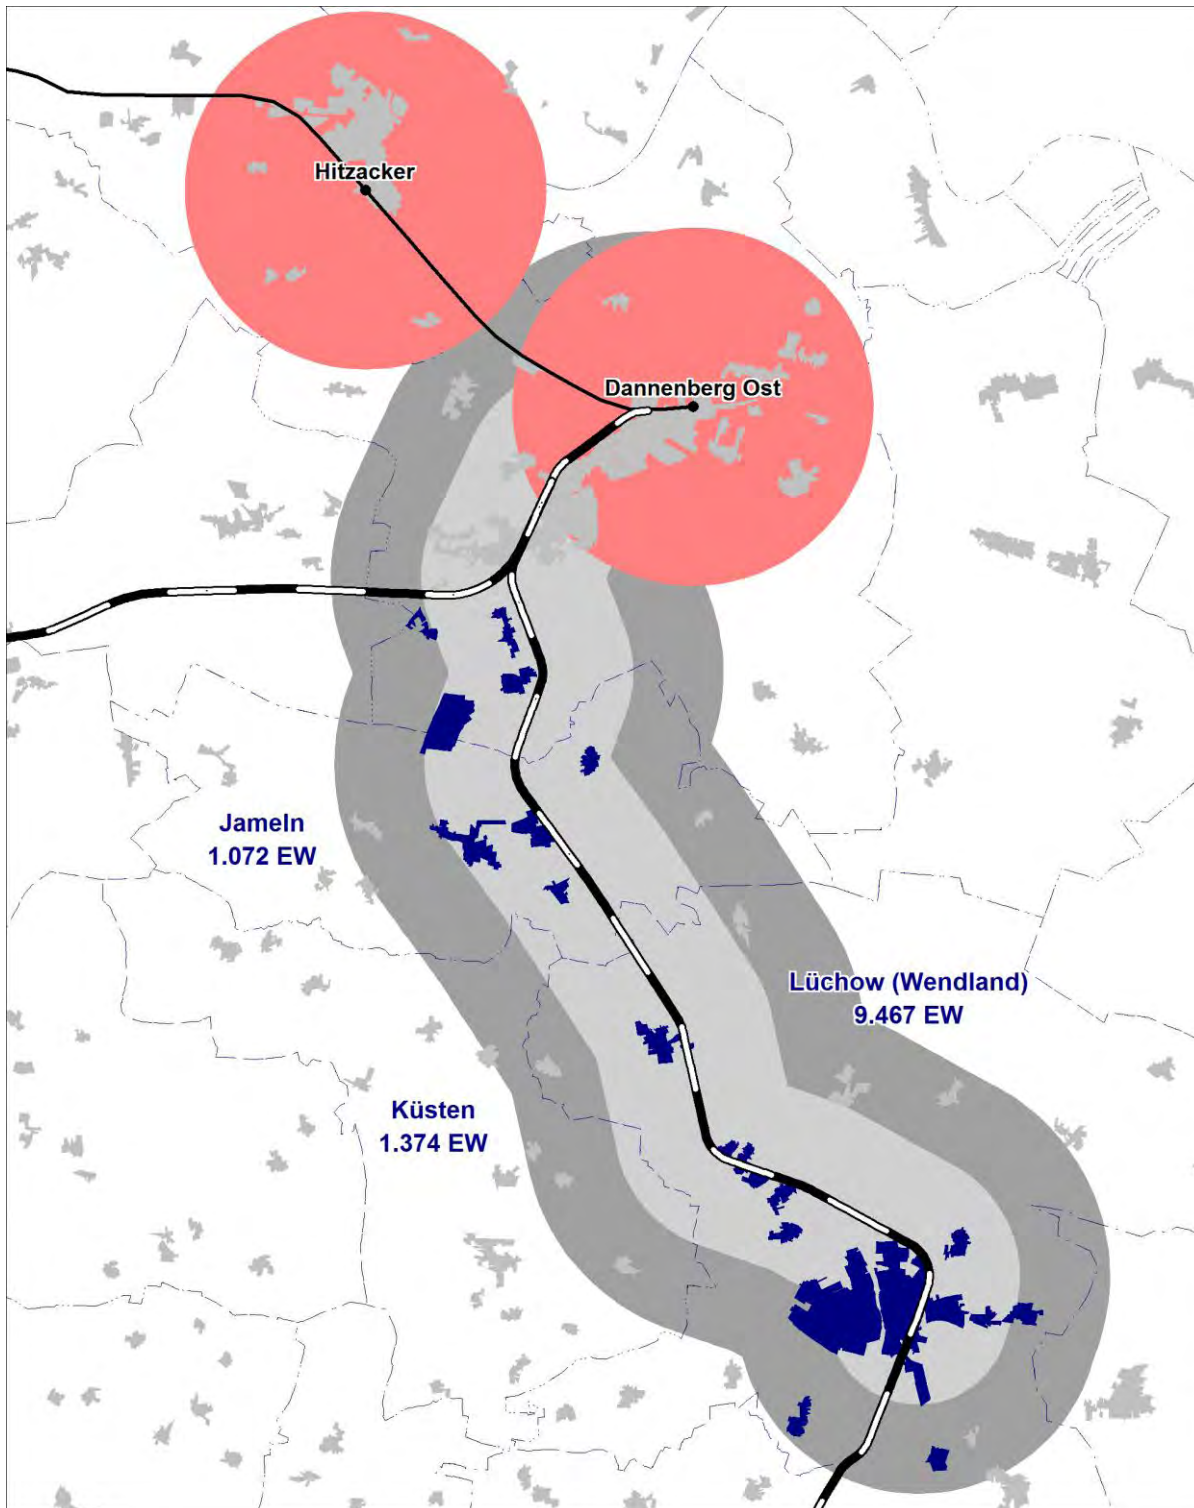 Hitzacker
Dannenberg Ost
Jameln
1.072 EW
Lüchow (Wendland)
9.467 EW
Küsten
1.374 EW